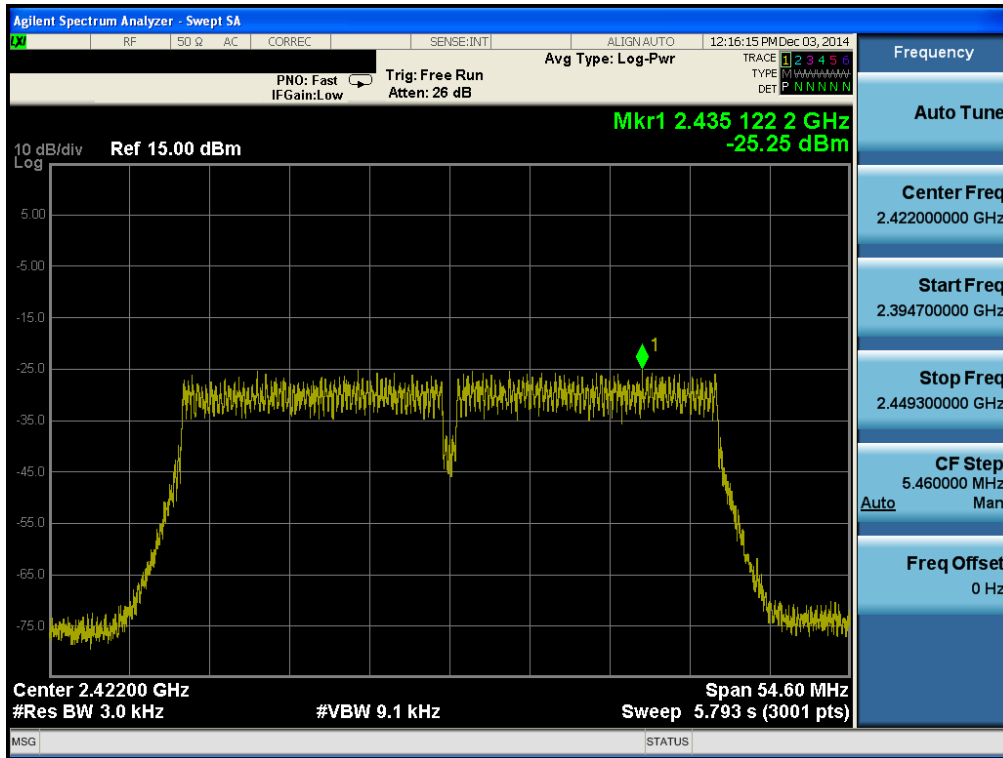 Agilent Spectrum Analyzer - Swept SA
LXI RF 50 Ω AC CORREC SENSE:INT ALIGN AUTO 12:16:15 PM Dec 03, 2014
Frequency
PNO: Fast
IFGain:Low
Trig: Free Run
Atten: 26 dB
Avg Type: Log-Pwr
TRACE 1 2 3 4 5 6
TYPE M
DET P N N N N N
Mkr1 2.435 122 2 GHz
-25.25 dBm
10 dB/div Ref 15.00 dBm
Log
5.00
-5.00
-15.0
-25.0
-35.0
-45.0
-55.0
-65.0
-75.0
1
Center 2.42200 GHz Span 54.60 MHz
#Res BW 3.0 kHz #VBW 9.1 kHz Sweep 5.793 s (3001 pts)
Auto Tune
Center Freq
2.422000000 GHz
Start Freq
2.394700000 GHz
Stop Freq
2.449300000 GHz
CF Step
5.460000 MHz
Auto Man
Freq Offset
0 Hz
MSG STATUS